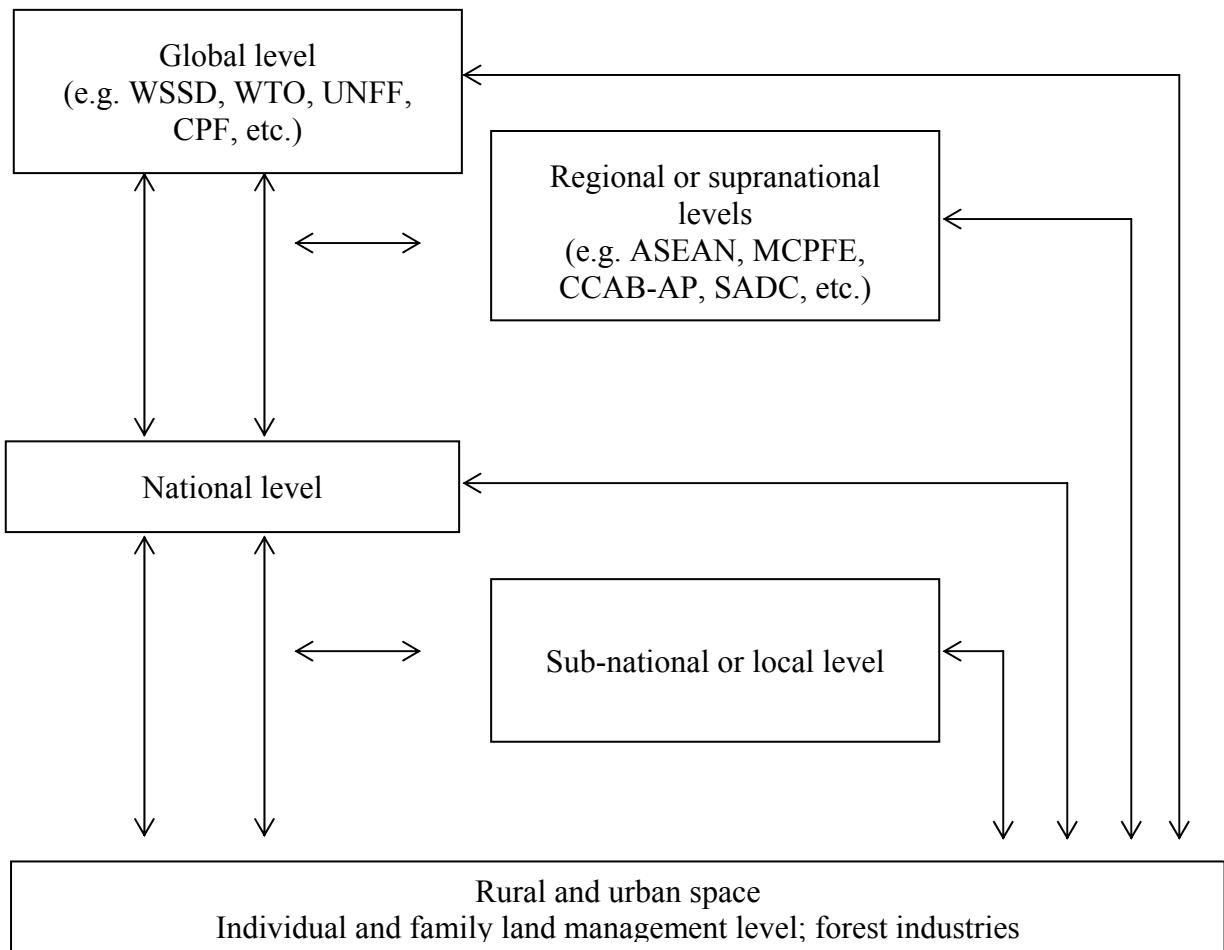 Global level
(e.g. WSSD, WTO, UNFF,
CPF, etc.)
Regional or supranational
levels
(e.g. ASEAN, MCPFE,
CCAB-AP, SADC, etc.)
National level
Sub-national or local level
Rural and urban space
Individual and family land management level; forest industries